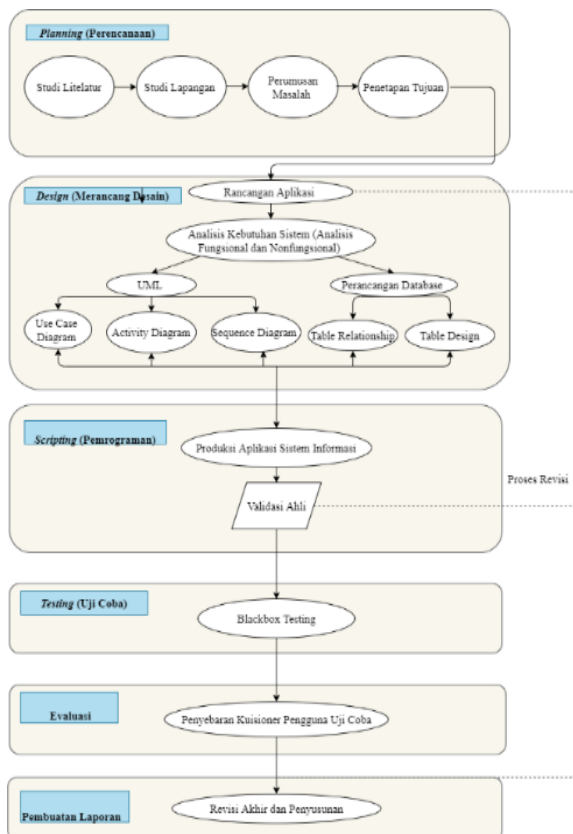 Planning (Perencanaan)
Studi Litelatur
Studi Lapangan
Perumusan
Masalah
Penetapan Tujuan
Design (Merancang Desain)
Rancangan Aplikasi
Analisis Kebutuhan Sistem (Analisis
Fungsional dan Nonfungsional)
UML
Perancangan Database
Use Case
Diagram
Activity Diagram
Sequence Diagram
Table Relationship
Table Design
Scripting (Pemrograman)
Produksi Aplikasi Sistem Informasi
Validasi Ahli
Proses Revisi
Testing (Uji Coba)
Blackbox Testing
Evaluasi
Penyebaran Kuisioner Pengguna Uji Coba
Pembuatan Laporan
Revisi Akhir dan Penyusunan